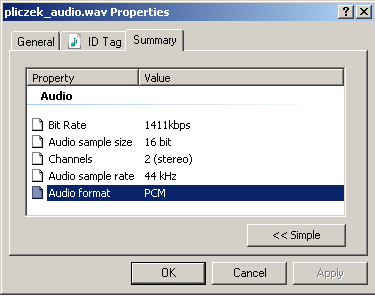 pliczek_audio.wav Properties
General
ID Tag
Summary
Property Value
Audio
Bit Rate 1411kbps
Audio sample size 16 bit
Channels 2 (stereo)
Audio sample rate 44 kHz
Audio format PCM
<< Simple
OK Cancel Apply